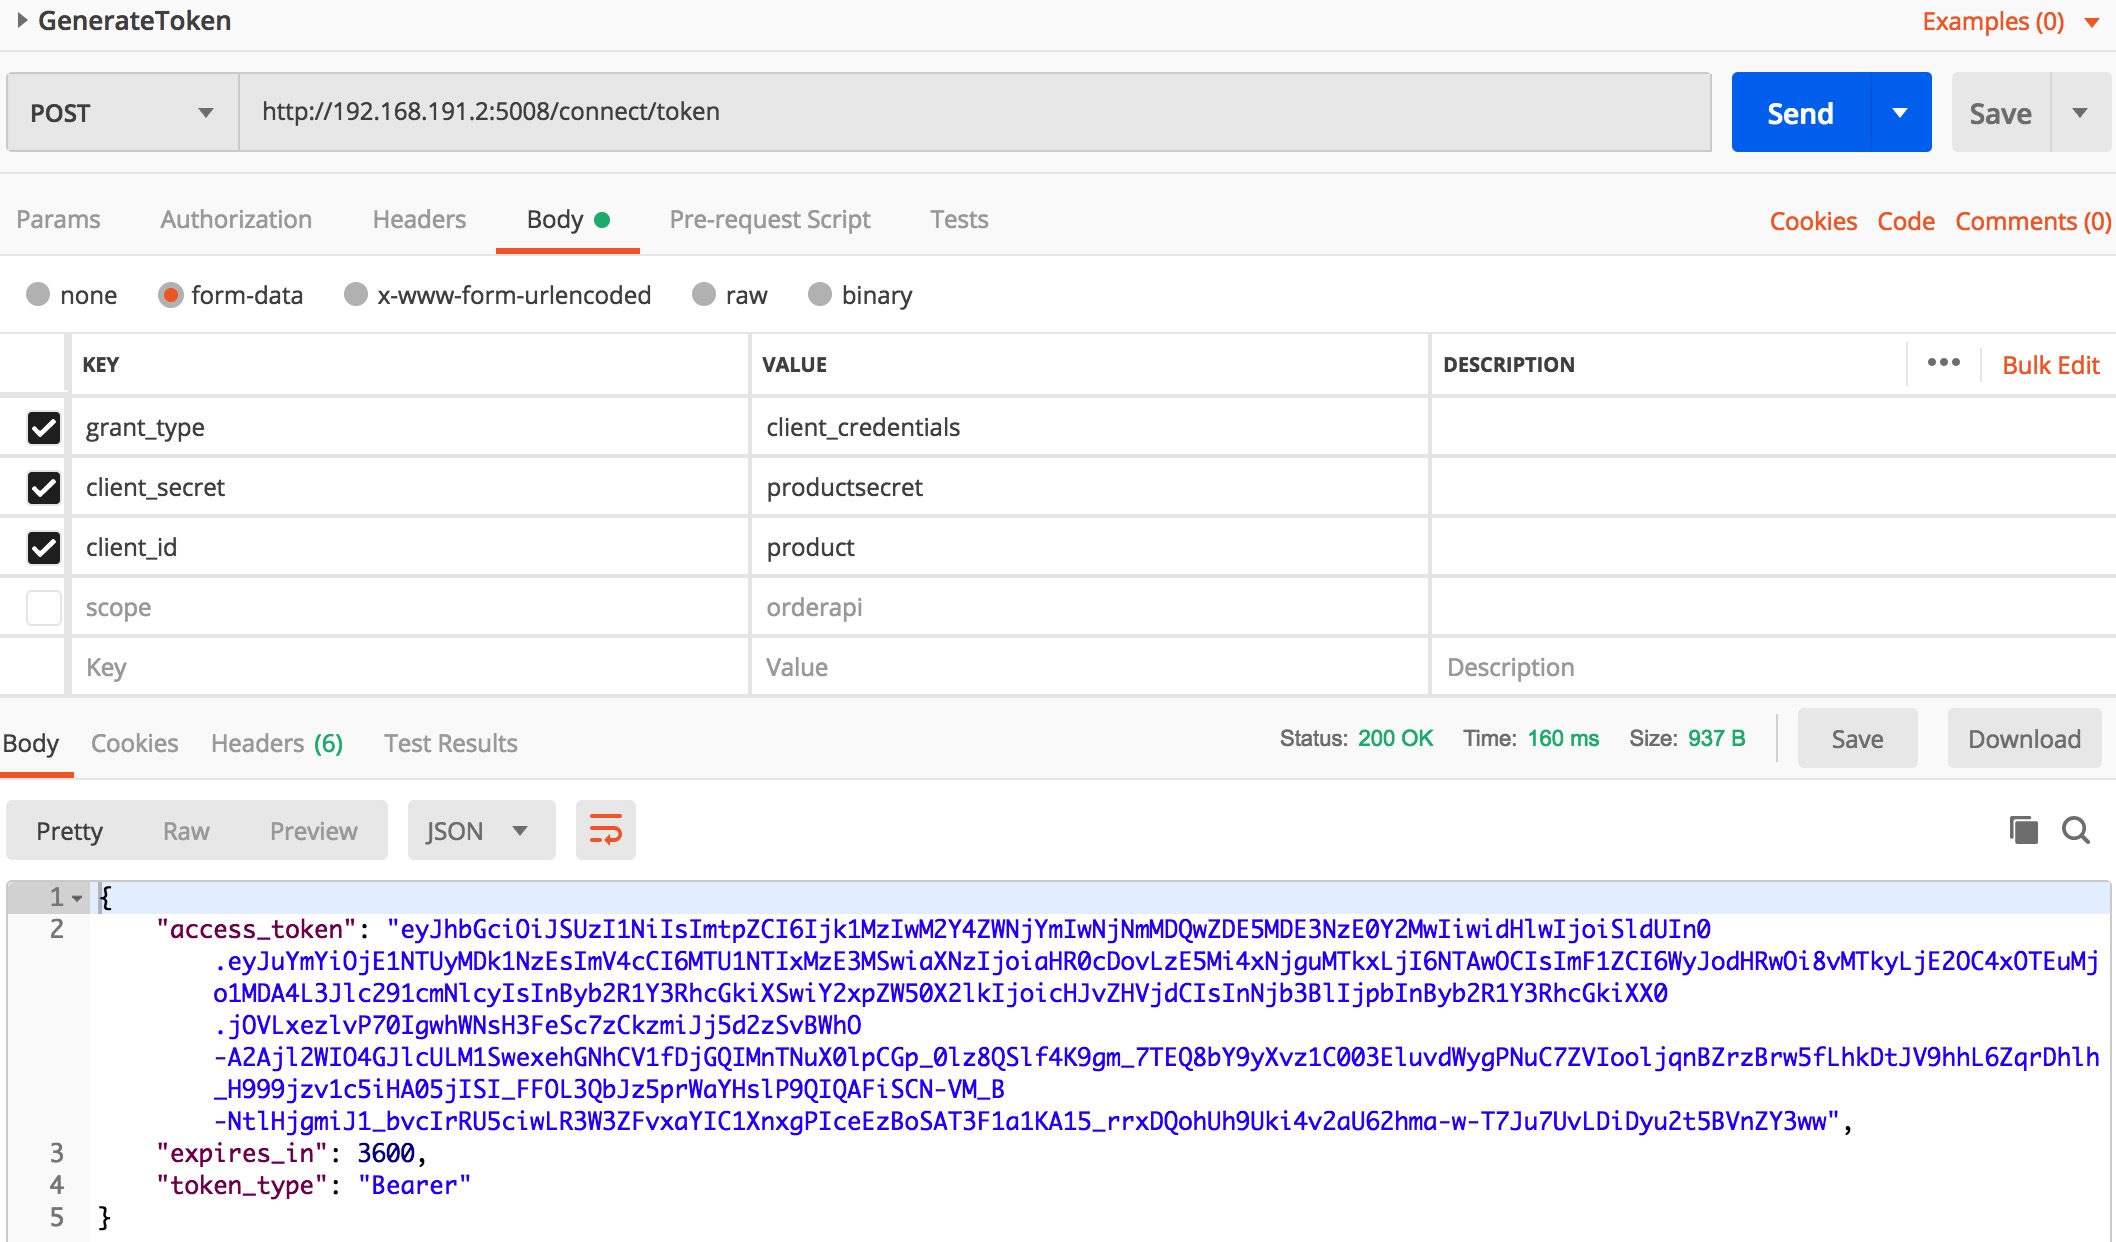 GenerateToken
Examples (0)
POST
http://192.168.191.2:5008/connect/token
Send
Save
Params Authorization Headers Body Pre-request Script Tests
Cookies Code Comments (0)
none form-data x-www-form-urlencoded raw binary
KEY VALUE DESCRIPTION ••• Bulk Edit
grant_type client_credentials
client_secret productsecret
client_id product
scope orderapi
Key Value Description
Body Cookies Headers (6) Test Results
Status: 200 OK Time: 160 ms Size: 937 B Save Download
Pretty Raw Preview JSON
1 {
2 "access_token": "eyJhbGciOiJSUzI1NiIsImtpZCI6Ijk1MzIwM2Y4ZWNjYmIwNjNmMDQwZDE5MDE3NzE0Y2MwIiwidHlwIjoiSldUIn0
.eyJuYmYiOjE1NTUyMDk1NzEsImV4cCI6MTU1NTIxMzE3MSwiaXNzIjoiaHR0cDovLzE5Mi4xNjguMTkxLjI6NTAwOCIsImF1ZCI6WyJodHRwOi8vMTkyLjE2OC4xOTEuMj
o1MDA4L3Jlc291cmNlcyIsInByb2R1Y3RhcGkiXSwiY2xpZW50X2lkIjoicHJvZHVjdCIsInNjb3BlIjpbInByb2R1Y3RhcGkiXX0
.jOVLxezlvP70IgwhWNsH3FeSc7zCkzmiJj5d2zSvBWhO
-A2Ajl2WIO4GJlcULM1SwexehGNhCV1fDjGQIMnTNuX0lpCGp_0lz8QSlf4K9gm_7TEQ8bY9yXvz1C003EluvdWygPNuC7ZVIooljqnBZrzBrw5fLhkDtJV9hhL6ZqrDhlh
_H999jzv1c5iHA05jISI_FFOL3QbJz5prWaYHslP9QIQAFiSCN-VM_B
-NtlHjgmiJ1_bvcIrRU5ciwLR3W3ZFvxaYIC1XnxgPIceEzBoSAT3F1a1KA15_rrxDQohUh9Uki4v2aU62hma-w-T7Ju7UvLDiDyu2t5BVnZY3ww",
3 "expires_in": 3600,
4 "token_type": "Bearer"
5 }